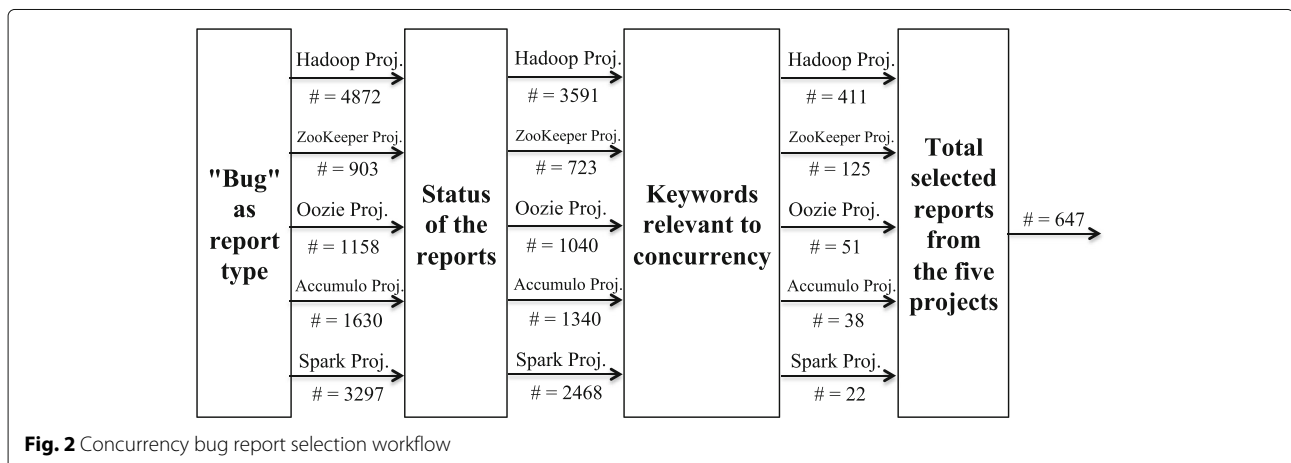 "Bug"
as
report
type
Hadoop Proj.
# = 4872
ZooKeeper Proj.
# = 903
Oozie Proj.
# = 1158
Accumulo Proj.
# = 1630
Spark Proj.
# = 3297
Status
of the
reports
Hadoop Proj.
# = 3591
ZooKeeper Proj.
# = 723
Oozie Proj.
# = 1040
Accumulo Proj.
# = 1340
Spark Proj.
# = 2468
Keywords
relevant to
concurrency
Hadoop Proj.
# = 411
ZooKeeper Proj.
# = 125
Oozie Proj.
# = 51
Accumulo Proj.
# = 38
Spark Proj.
# = 22
Total
selected
reports
from
the five
projects
# = 647
Fig. 2 Concurrency bug report selection workflow